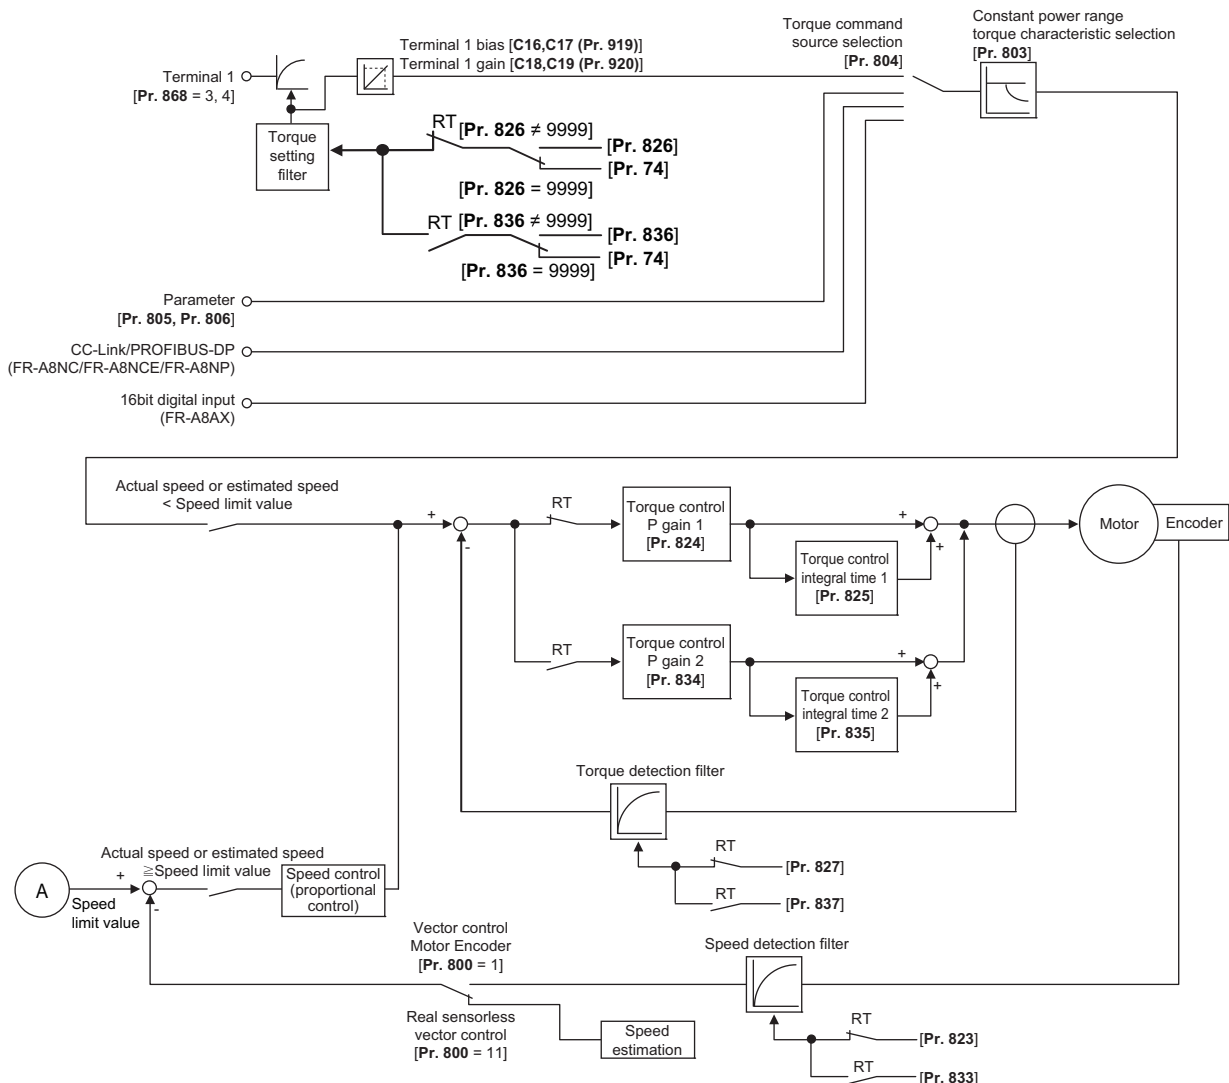 Torque command
source selection
[Pr. 804]
Constant power range
torque characteristic selection
[Pr. 803]
Terminal 1 bias [C16,C17 (Pr. 919)]
Terminal 1 gain [C18,C19 (Pr. 920)]
Terminal 1
[Pr. 868 = 3, 4]
Torque
setting
filter
RT
[Pr. 826 ≠ 9999]
[Pr. 826]
[Pr. 74]
[Pr. 826 = 9999]
RT
[Pr. 836 ≠ 9999]
[Pr. 836]
[Pr. 74]
[Pr. 836 = 9999]
Parameter
[Pr. 805, Pr. 806]
CC-Link/PROFIBUS-DP
(FR-A8NC/FR-A8NCE/FR-A8NP)
16bit digital input
(FR-A8AX)
Actual speed or estimated speed
< Speed limit value
+
-
RT
Torque control
P gain 1
[Pr. 824]
+
+
Torque control
integral time 1
[Pr. 825]
Motor
Encoder
RT
Torque control
P gain 2
[Pr. 834]
+
+
Torque control
integral time 2
[Pr. 835]
Torque detection filter
RT
[Pr. 827]
RT
[Pr. 837]
Actual speed or estimated speed
≧Speed limit value
A
+
-
Speed
limit value
Speed control
(proportional
control)
Vector control
Motor Encoder
[Pr. 800 = 1]
Real sensorless
vector control
[Pr. 800 = 11]
Speed
estimation
Speed detection filter
RT
[Pr. 823]
RT
[Pr. 833]